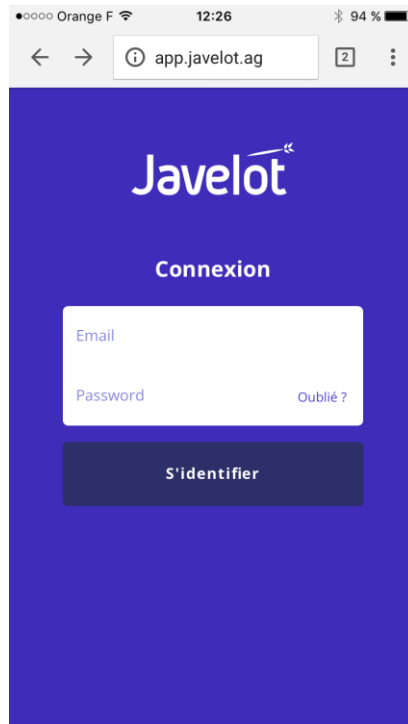 Orange F 12:26 94 %
app.javelot.ag 2
Javelot
Connexion
Email
Password Oublié ?
S'identifier